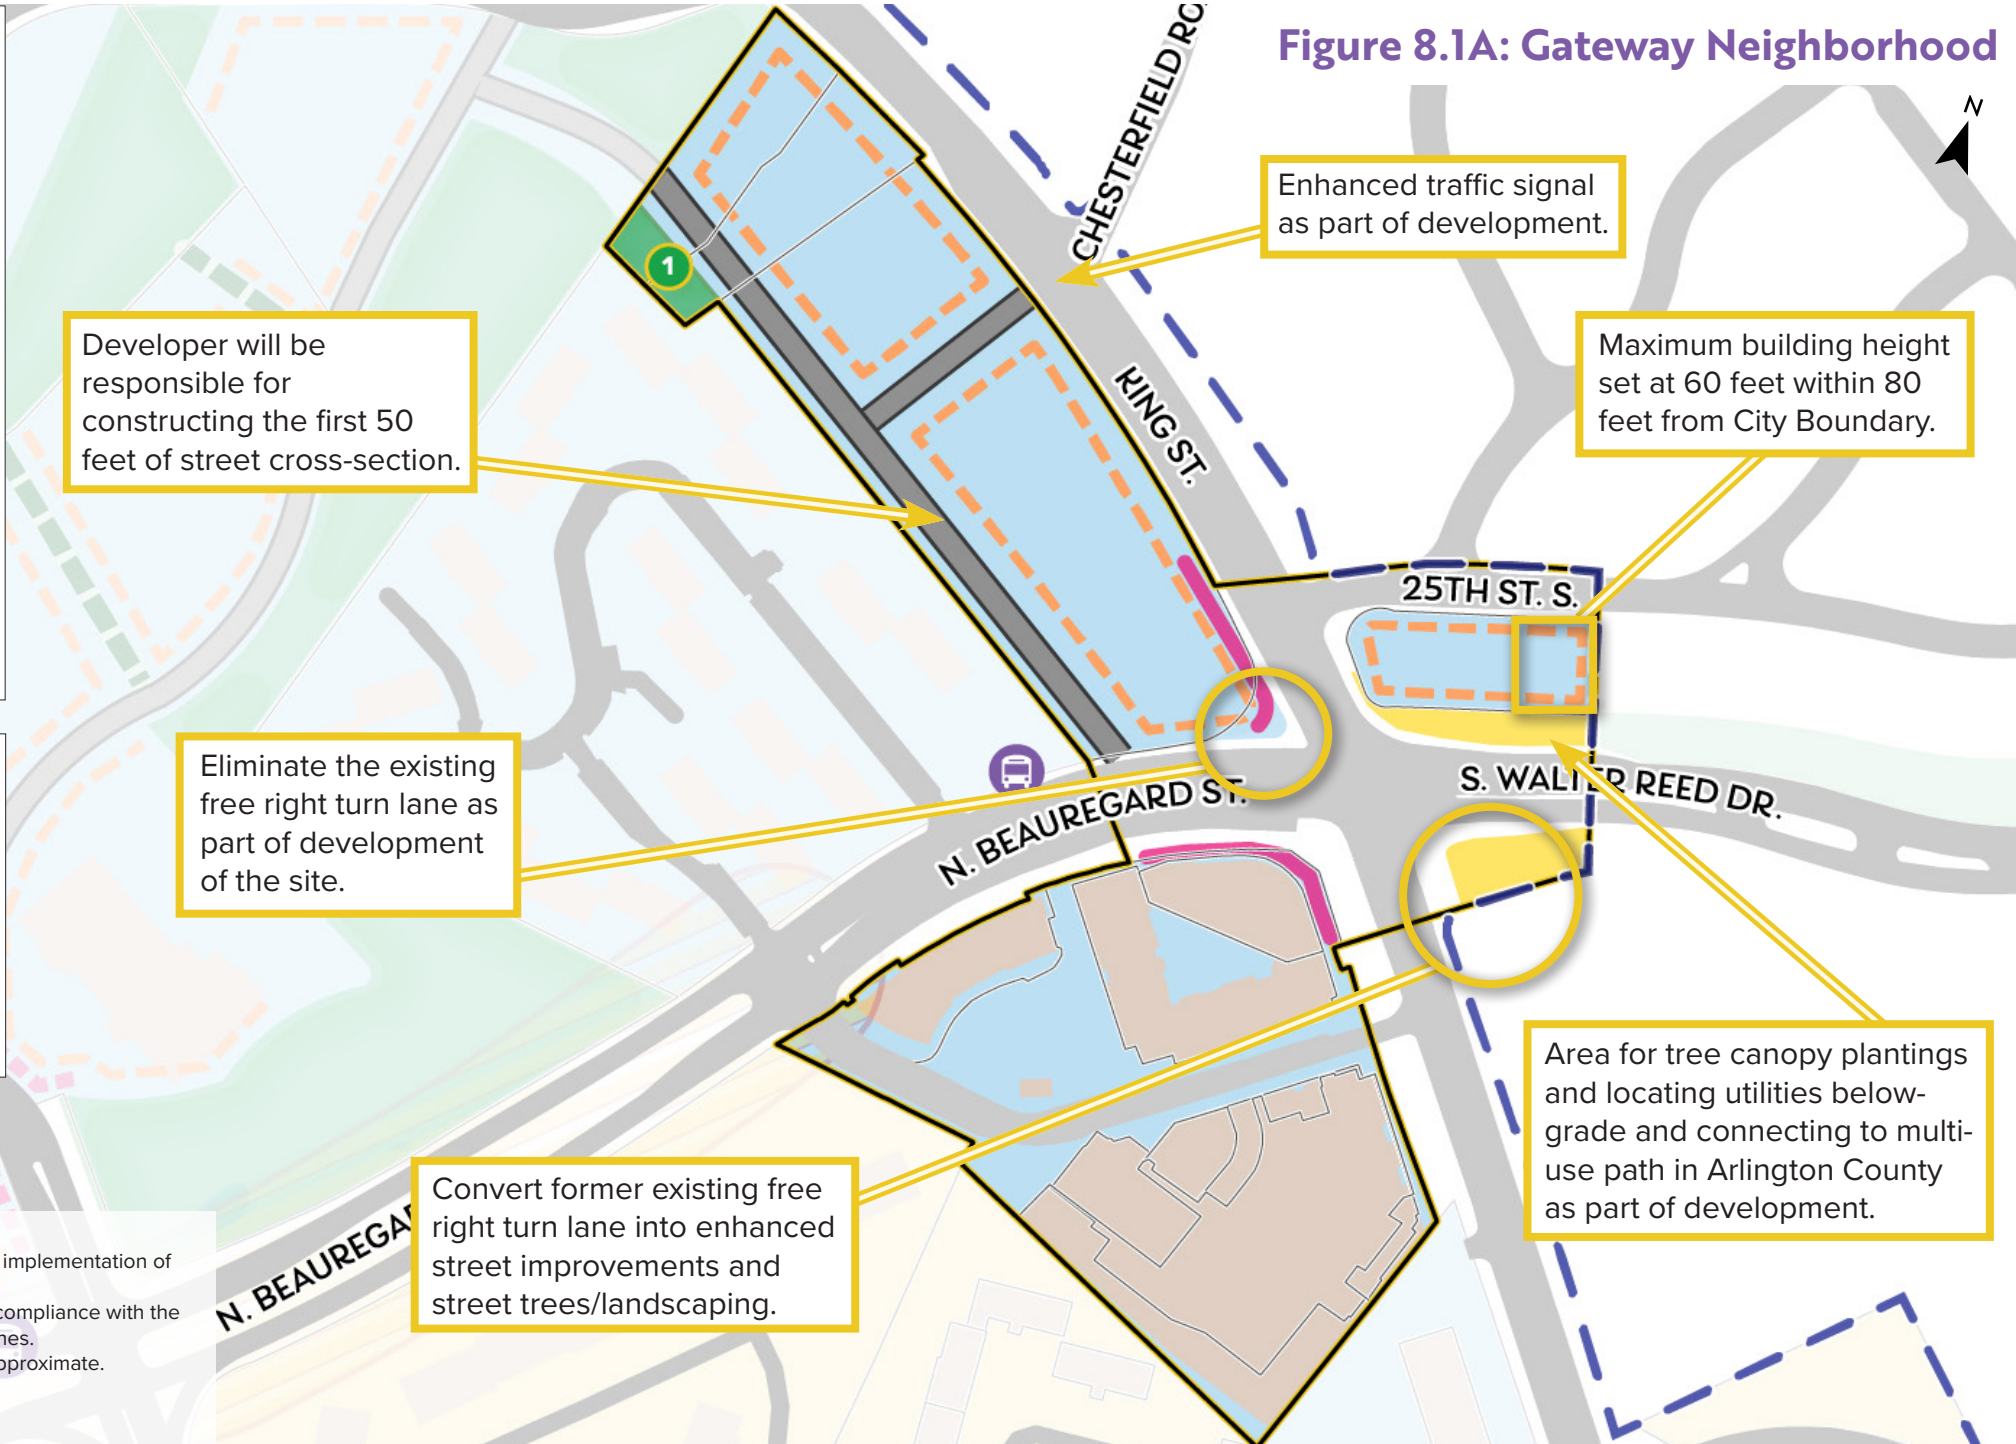 Figure 8.1A: Gateway Neighborhood
N
CHESTERFIELD
Enhanced traffic signal
as part of development.
1
Developer will be
responsible for
constructing the first 50
feet of street cross-section.
Maximum building height
set at 60 feet within 80
feet from City Boundary.
KING ST.
25TH ST. S.
Eliminate the existing
free right turn lane as
part of development
of the site.
N. BEAUREGARD ST.
S. WALTER REED DR.
Area for tree canopy plantings
and locating utilities below-
grade and connecting to multi-
use path in Arlington County
as part of development.
Convert former existing free
right turn lane into enhanced
street improvements and
street trees/landscaping.
N.
implementation of
compliance with the